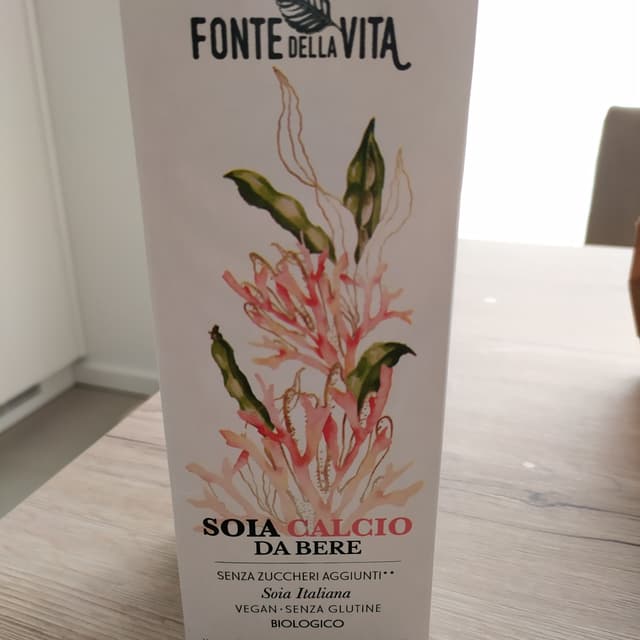 FONTE DELLA VITA
SOIA CALCIO
DA BERE
SENZA ZUCCHERI AGGIUNTI**
Soia Italiana
VEGAN · SENZA GLUTINE
BIOLOGICO